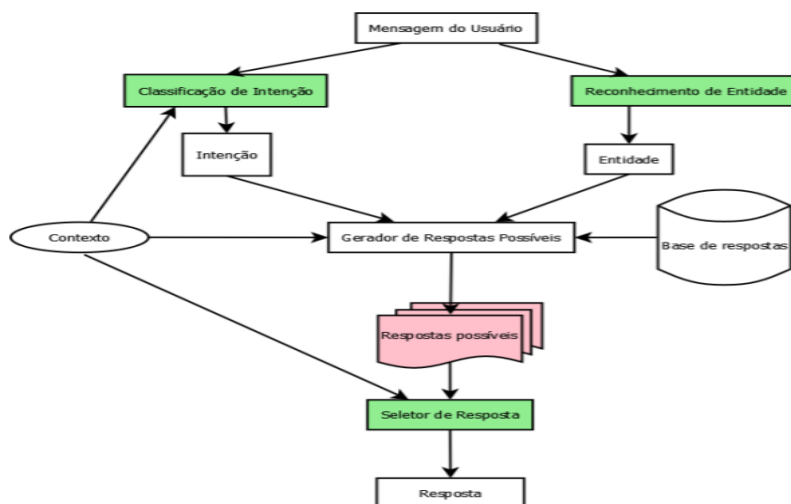 Mensagem do Usuário
Classificação de Intenção
Reconhecimento de Entidade
Intenção
Entidade
Contexto
Gerador de Respostas Possíveis
Base de respostas
Respostas possíveis
Seletor de Resposta
Resposta